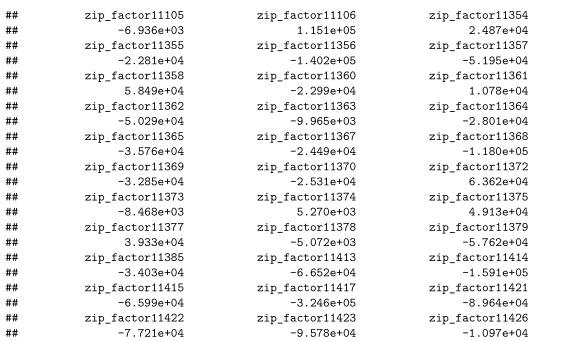 ## zip_factor11105 zip_factor11106 zip_factor11354
## -6.936e+03 1.151e+05 2.487e+04
## zip_factor11355 zip_factor11356 zip_factor11357
## -2.281e+04 -1.402e+05 -5.195e+04
## zip_factor11358 zip_factor11360 zip_factor11361
## 5.849e+04 -2.299e+04 1.078e+04
## zip_factor11362 zip_factor11363 zip_factor11364
## -5.029e+04 -9.965e+03 -2.801e+04
## zip_factor11365 zip_factor11367 zip_factor11368
## -3.576e+04 -2.449e+04 -1.180e+05
## zip_factor11369 zip_factor11370 zip_factor11372
## -3.285e+04 -2.531e+04 6.362e+04
## zip_factor11373 zip_factor11374 zip_factor11375
## -8.468e+03 5.270e+03 4.913e+04
## zip_factor11377 zip_factor11378 zip_factor11379
## 3.933e+04 -5.072e+03 -5.762e+04
## zip_factor11385 zip_factor11413 zip_factor11414
## -3.403e+04 -6.652e+04 -1.591e+05
## zip_factor11415 zip_factor11417 zip_factor11421
## -6.599e+04 -3.246e+05 -8.964e+04
## zip_factor11422 zip_factor11423 zip_factor11426
## -7.721e+04 -9.578e+04 -1.097e+04